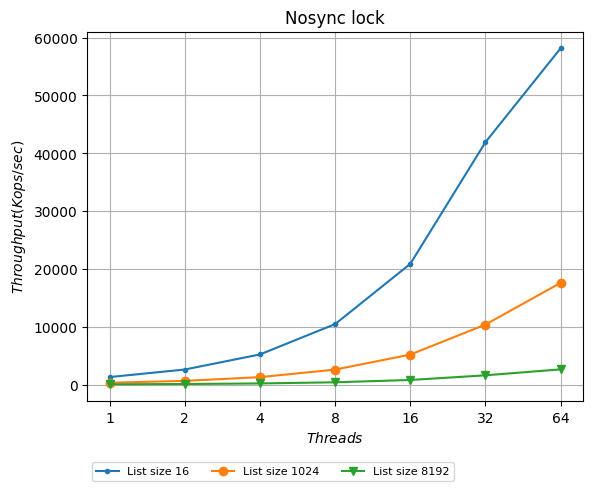 Nosync lock
60000
50000
40000
30000
20000
10000
0
Throughput(Kops/sec)
1 2 4 8 16 32 64
Threads
List size 16 List size 1024 List size 8192